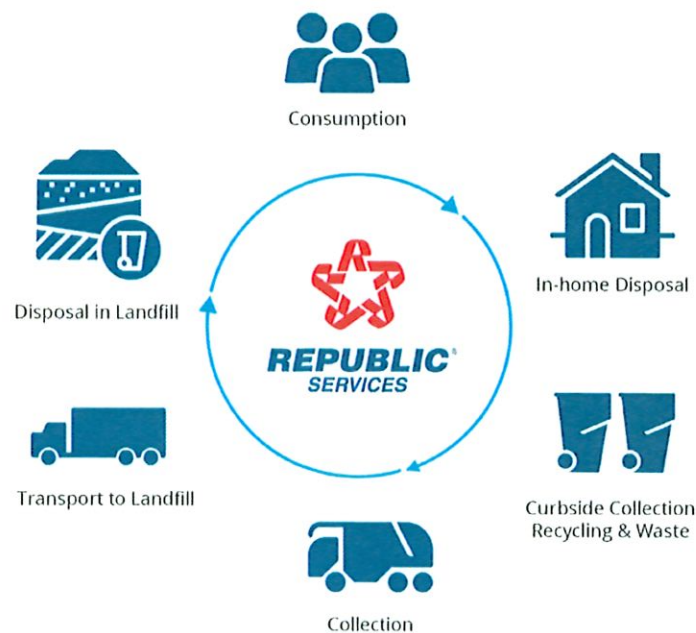 Consumption
In-home Disposal
Curbside Collection
Recycling & Waste
Collection
Transport to Landfill
Disposal in Landfill
REPUBLIC®
SERVICES